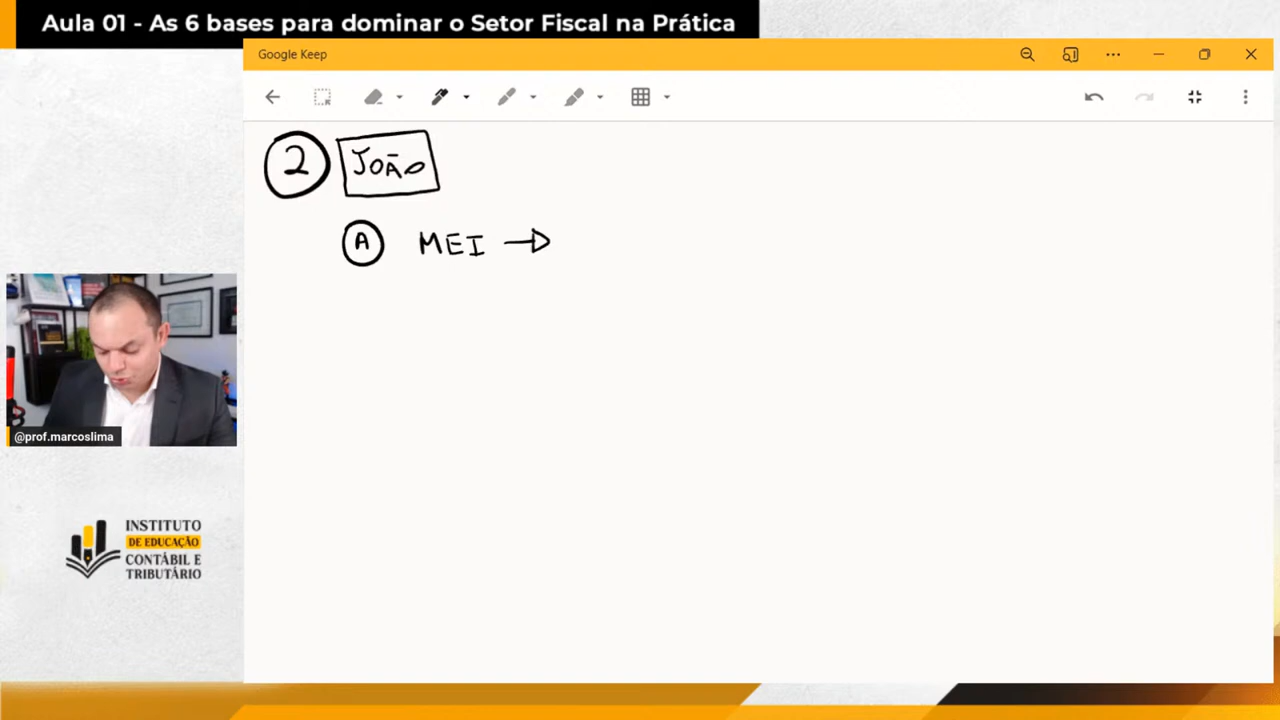 Aula 01 - As 6 bases para dominar o Setor Fiscal na Prática
Google Keep
2 JOÃO
A MEI →
@prof.marcoslima
INSTITUTO
DE EDUCAÇÃO
CONTÁBIL E
TRIBUTÁRIO